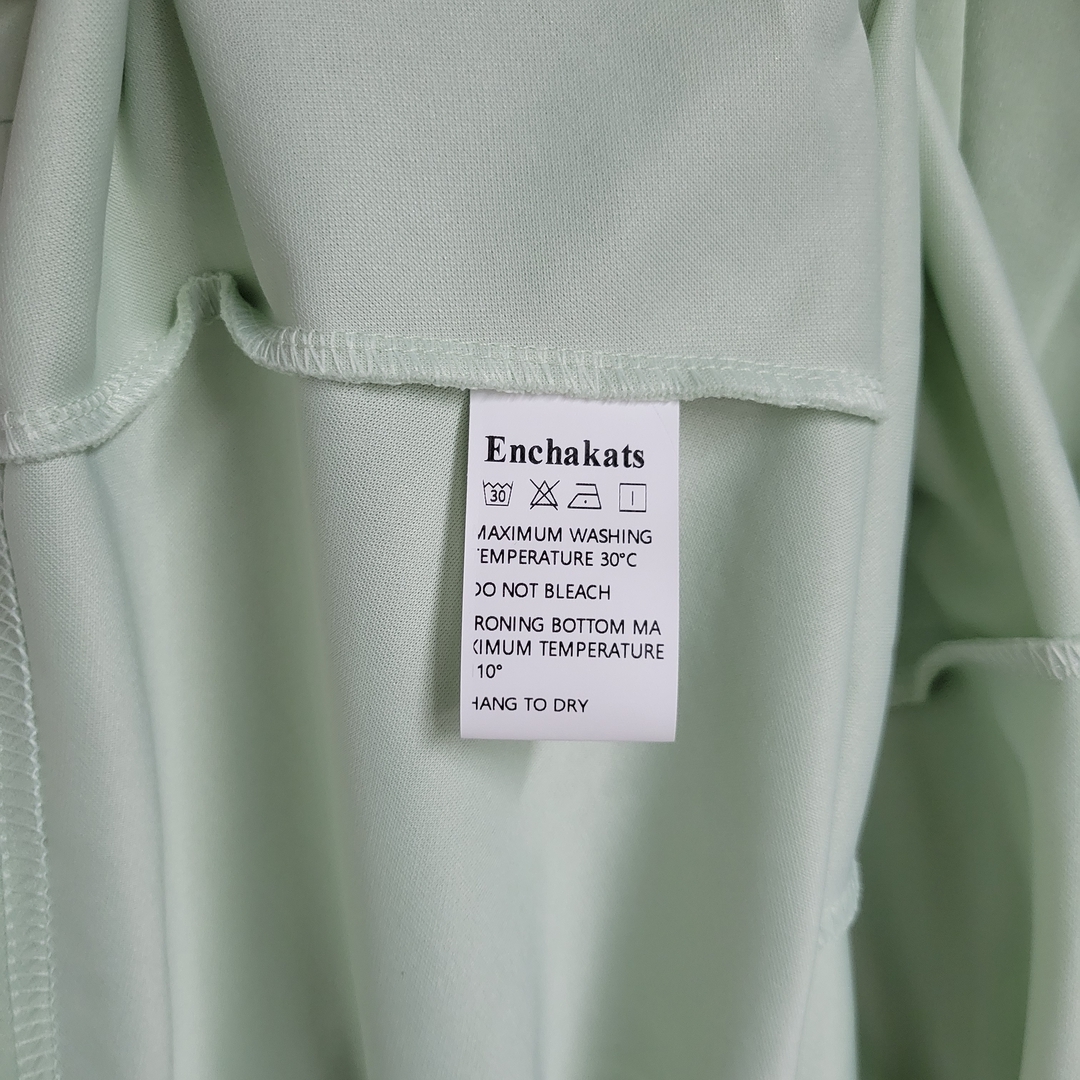 Enchakats
30
MAXIMUM WASHING
TEMPERATURE 30°C
DO NOT BLEACH
IRONING BOTTOM MA
XIMUM TEMPERATURE
110°
HANG TO DRY